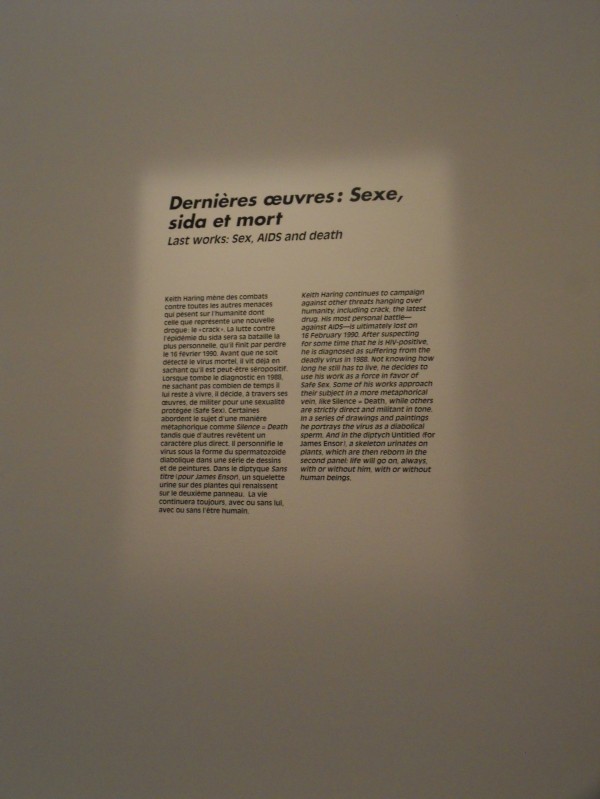 Dernières œuvres : Sexe,
sida et mort
Last works: Sex, AIDS and death
Keith Haring mène des combats
contre toutes les autres menaces
qui pèsent sur l'humanité dont
celle que représente une nouvelle
drogue : le « crack ». La lutte contre
l'épidémie du sida sera sa bataille la
plus personnelle, qu'il finit par perdre
le 16 février 1990. Avant que ne soit
détecté le virus mortel, il vit déjà en
sachant qu'il est peut-être séropositif.
Lorsque tombe le diagnostic en 1988,
ne sachant pas combien de temps il
lui reste à vivre, il décide, à travers ses
œuvres, de militer pour une sexualité
protégée (Safe Sex). Certaines
abordent le sujet d'une manière
métaphorique comme Silence = Death
tandis que d'autres revêtent un
caractère plus direct. Il personnifie le
virus sous la forme du spermatozoïde
diabolique dans une série de dessins
et de peintures. Dans le diptyque Sans
titre (pour James Ensor), un squelette
urine sur des plantes qui renaissent
sur le deuxième panneau. La vie
continuera toujours, avec ou sans lui,
avec ou sans l'être humain.
Keith Haring continues to campaign
against other threats hanging over
humanity, including crack, the latest
drug. His most personal battle—
against AIDS—is ultimately lost on
16 February 1990. After suspecting
for some time that he is HIV-positive,
he is diagnosed as suffering from the
deadly virus in 1988. Not knowing how
long he still has to live, he decides to
use his work as a force in favor of
Safe Sex. Some of his works approach
their subject in a more metaphorical
vein, like Silence = Death, while others
are strictly direct and militant in tone.
In a series of drawings and paintings
he portrays the virus as a diabolical
sperm. And in the diptych Untitled (For
James Ensor), a skeleton urinates on
plants, which are then reborn in the
second panel: life will go on, always,
with or without him, with or without
human beings.